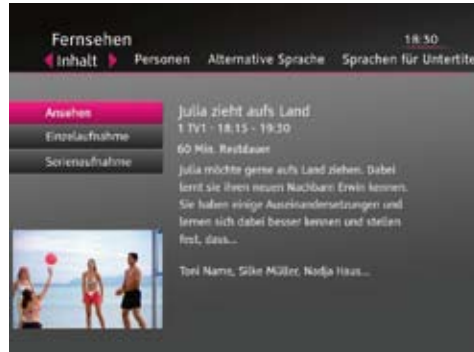 Fernsehen
18:30
Inhalt Personen Alternative Sprache Sprachen für Untertite
Ansehen
Einzelaufnahme
Serienaufnahme
Julia zieht aufs Land
1 TV1 - 18:15 - 19:30
60 Min. Restdauer
Julia möchte gerne aufs Land ziehen. Dabei
lernt sie ihren neuen Nachbarn Erwin kennen.
Sie haben einige Auseinandersetzungen und
lernen sich dabei besser kennen und stellen
fest, dass...
Toni Name, Silke Müller, Nadja Haus...